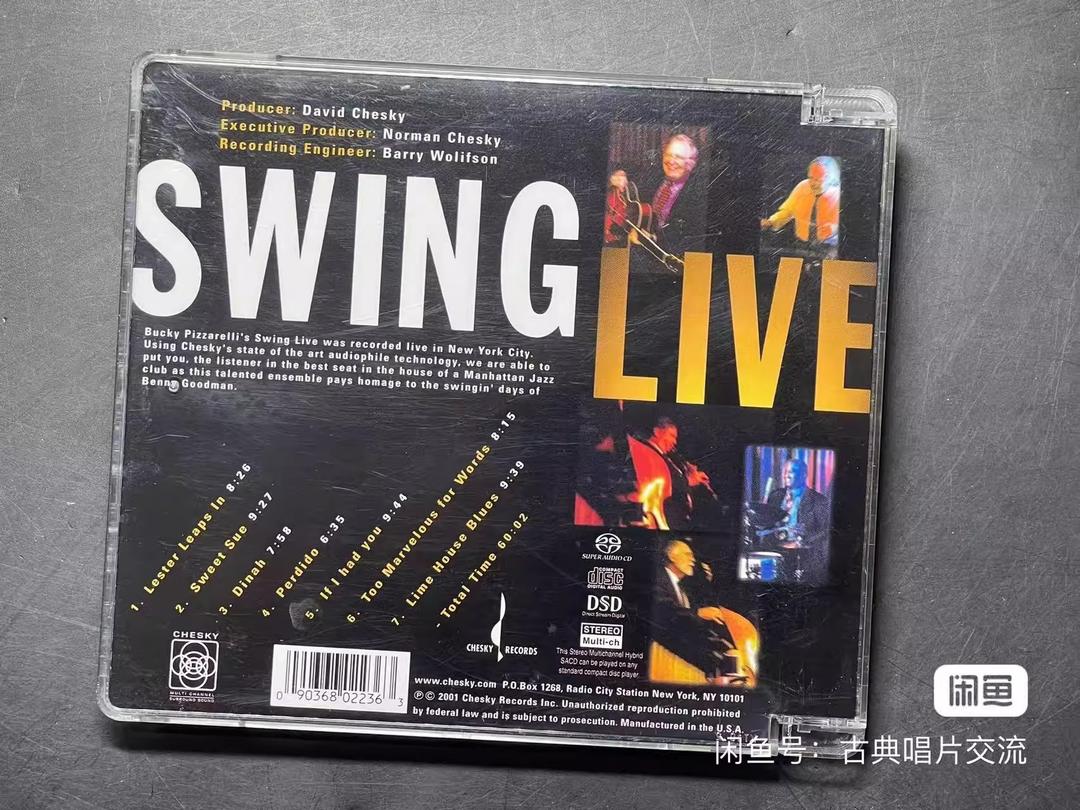 Producer: David Chesky
Executive Producer: Norman Chesky
Recording Engineer: Barry Wolifson
SWING
LIVE
Bucky Pizzarelli's Swing Live was recorded live in New York City.
Using Chesky's state of the art audiophile technology, we are able to
put you, the listener in the best seat in the house of a Manhattan Jazz
club as this talented ensemble pays homage to the swingin' days of
Benny Goodman.
1. Lester Leaps In 8:26
2. Sweet Sue 9:27
3. Dinah 7:58
4. Perdido 6:35
5. If I had you 9:44
6. Too Marvelous for Words 8:15
7. Lime House Blues 9:39
- Total Time 60:02
CHESKY
MULTI CHANNEL
SURROUND SOUND
0 90368 02236 3
CHESKY RECORDS
SUPER AUDIO CD
COMPACT
disc
DIGITAL AUDIO
DSD
Direct Stream Digital
STEREO
Multi-ch
This Stereo Multichannel Hybrid
SACD can be played on any
standard compact disc player.
www.chesky.com P.O.Box 1268, Radio City Station New York, NY 10101
℗© 2001 Chesky Records Inc. Unauthorized reproduction prohibited
by federal law and is subject to prosecution. Manufactured in the U.S.A.
闲鱼
闲鱼号：古典唱片交流